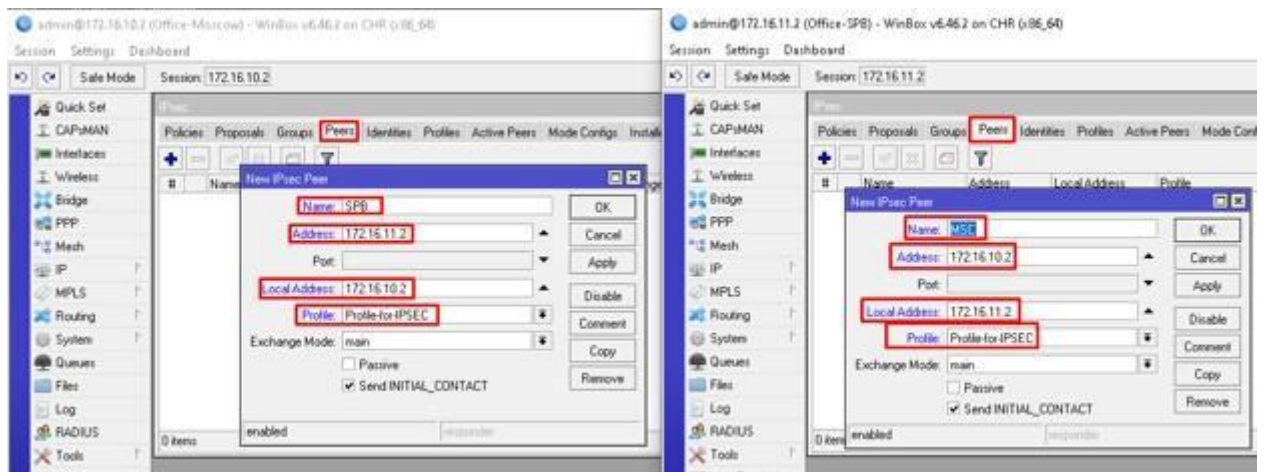 admin@172.16.10.2 (Office-Moscow) - WinBox v6.46.2 on CHR (x86_64)
Session Settings Dashboard
Safe Mode Session: 172.16.10.2
Quick Set
CAPsMAN
Interfaces
Wireless
Bridge
PPP
Mesh
IP
MPLS
Routing
System
Queues
Files
Log
RADIUS
Tools
IPsec
Policies Proposals Groups Peers Identities Profiles Active Peers Mode Configs
# Name
New IPsec Peer
Name: SPB
Address: 172.16.11.2
Port:
Local Address: 172.16.10.2
Profile: Profile-for-IPSEC
Exchange Mode: main
Passive
Send INITIAL_CONTACT
OK
Cancel
Apply
Disable
Comment
Copy
Remove
enabled responder
0 items
admin@172.16.11.2 (Office-SPB) - WinBox v6.46.2 on CHR (x86_64)
Session Settings Dashboard
Safe Mode Session: 172.16.11.2
Quick Set
CAPsMAN
Interfaces
Wireless
Bridge
PPP
Mesh
IP
MPLS
Routing
System
Queues
Files
Log
RADIUS
Tools
IPsec
Policies Proposals Groups Peers Identities Profiles Active Peers Mode Conf
# Name Address Local Address Profile
New IPsec Peer
Name: MSC
Address: 172.16.10.2
Port:
Local Address: 172.16.11.2
Profile: Profile-for-IPSEC
Exchange Mode: main
Passive
Send INITIAL_CONTACT
OK
Cancel
Apply
Disable
Comment
Copy
Remove
enabled responder
0 item